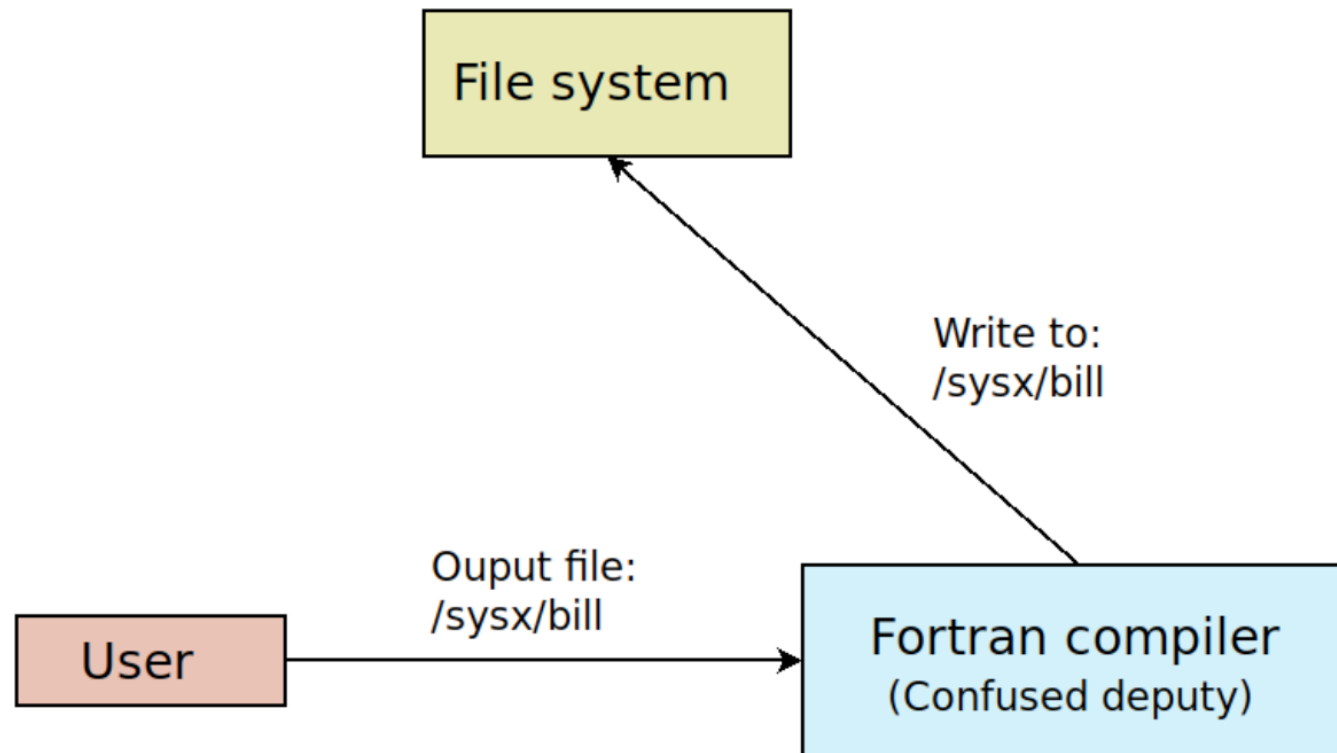 File system
Write to:
/sysx/bill
Ouput file:
/sysx/bill
User
Fortran compiler
(Confused deputy)